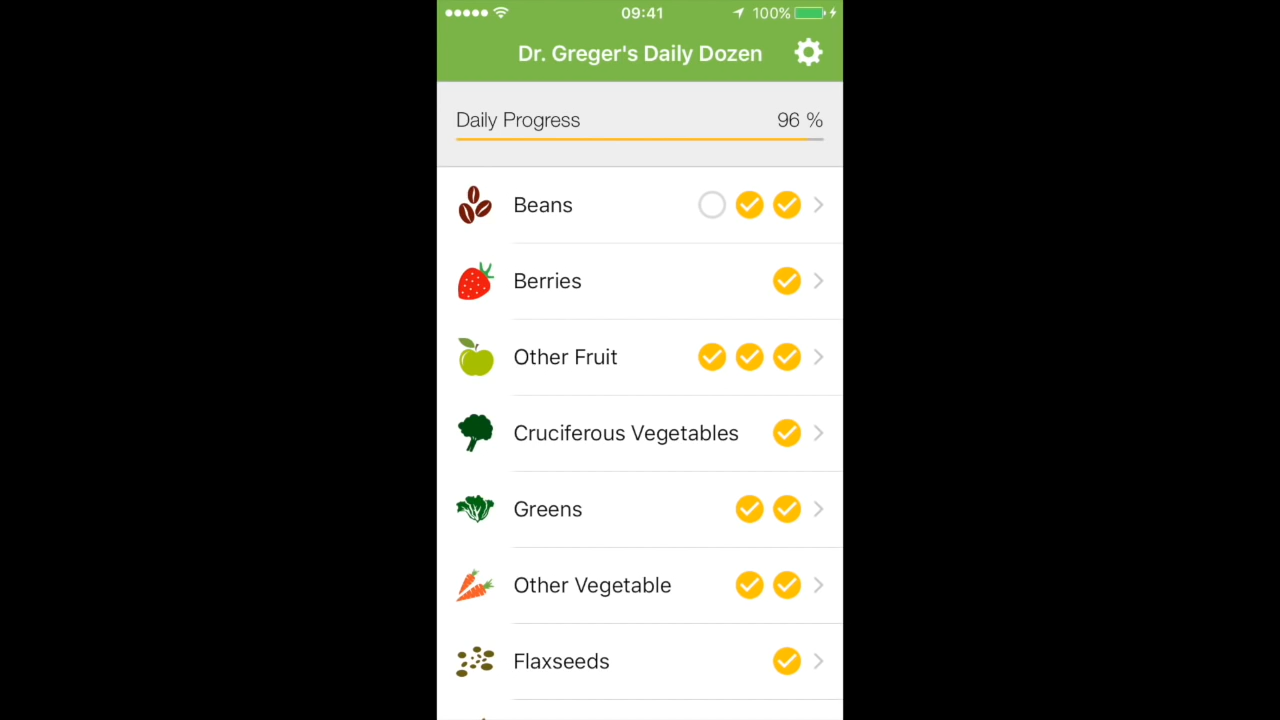 09:41 100%
Dr. Greger's Daily Dozen
Daily Progress 96 %
Beans
Berries
Other Fruit
Cruciferous Vegetables
Greens
Other Vegetable
Flaxseeds